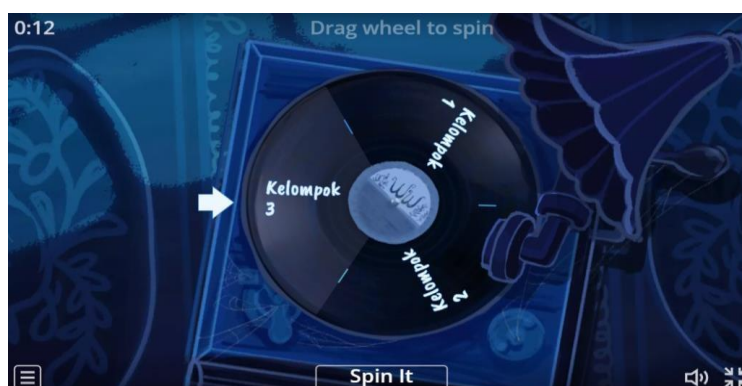 0:12
Drag wheel to spin
Kelompok
1
Kelompok
3
Kelompok
2
Spin It